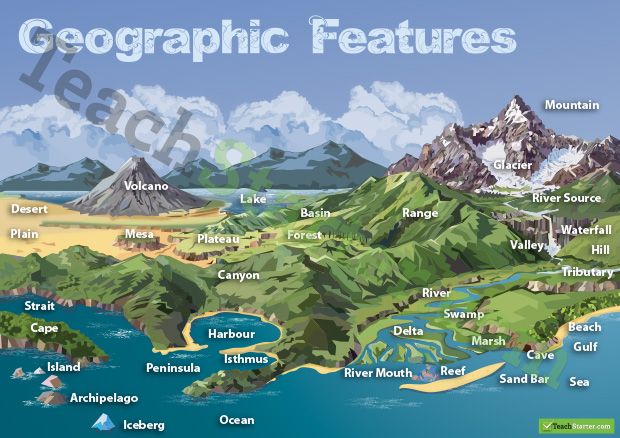 Geographic Features
Teach
Mountain
Glacier
Volcano
Lake
River Source
Desert
Basin
Range
Waterfall
Plain
Mesa
Plateau
Forest
Valley
Hill
Canyon
Tributary
River
Strait
Swamp
Cape
Harbour
Delta
Beach
Marsh
Gulf
Cave
Island
Peninsula
Isthmus
River Mouth
Reef
Sand Bar
Sea
Archipelago
Iceberg
Ocean
TeachStarter.com